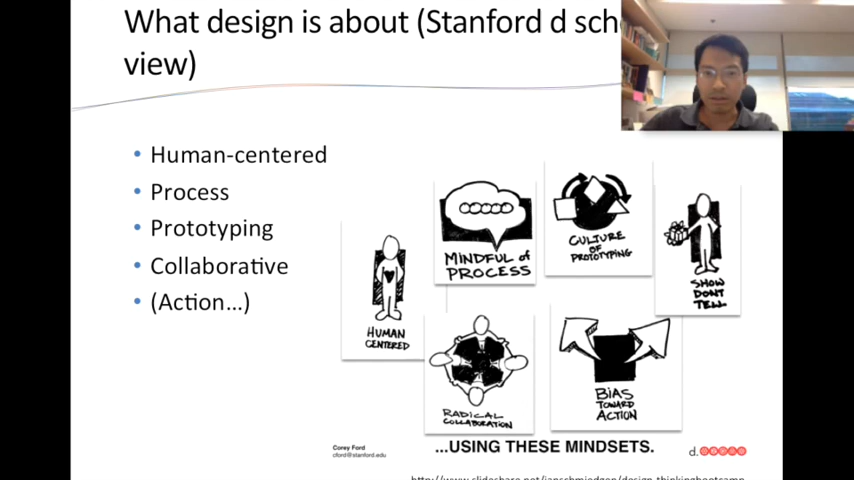 What design is about (Stanford d sch
view)
• Human-centered
• Process
• Prototyping
• Collaborative
• (Action...)
HUMAN
CENTERED
MINDFUL of
PROCESS
CULTURE
OF
PROTOTYPING
SHOW
DON'T
TELL
RADICAL
COLLABORATION
BIAS
TOWARD
ACTION
...USING THESE MINDSETS.
Corey Ford
cford@stanford.edu
d.